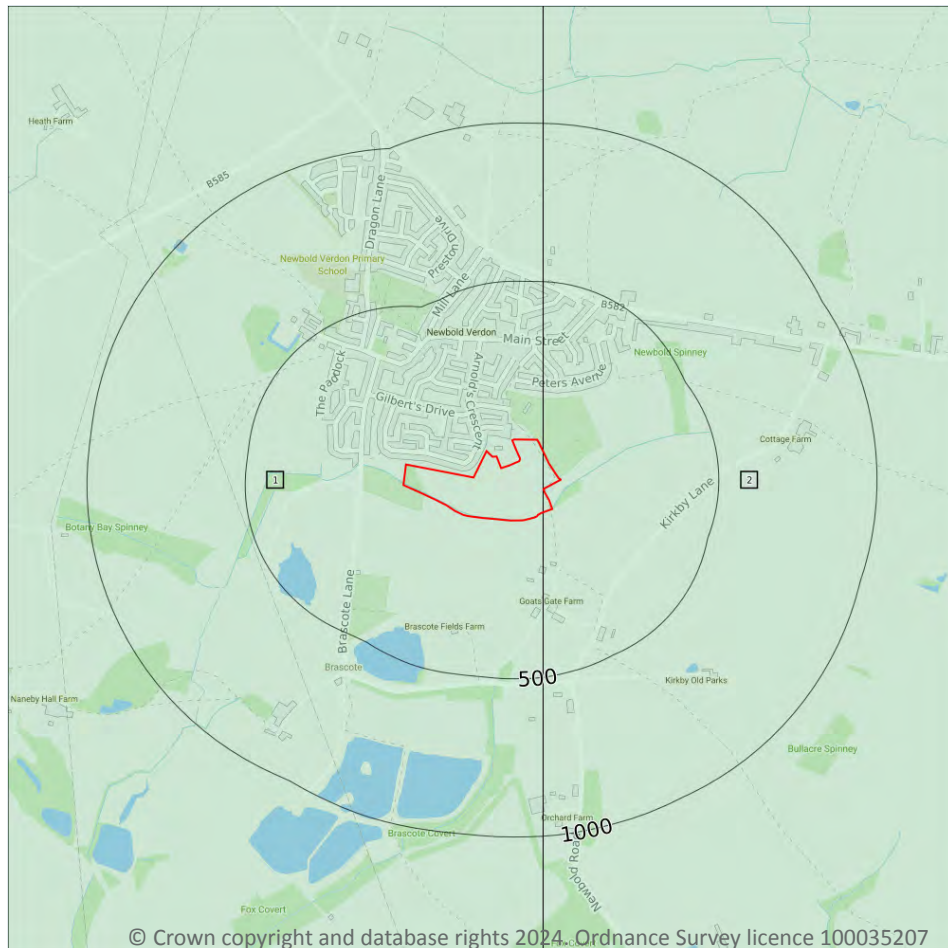 Heath Farm
B585
Dragon Lane
Preston Drive
Newbold Verdon Primary
School
Mill Lane
B582
Newbold Verdon
Main Street
Newbold Spinney
The Paddock
Arnold's Crescent
Peters Avenue
Gilbert's Drive
Cottage Farm
1
2
Kirkby Lane
Botany Bay Spinney
Brascote Lane
Goats Gate Farm
Brascote Fields Farm
Brascote
500
Kirkby Old Parks
Naneby Hall Farm
Bullacre Spinney
Orchard Farm
1000
Brascote Covert
Newbold Road
Fox Covert
© Crown copyright and database rights 2024. Ordnance Survey licence 100035207